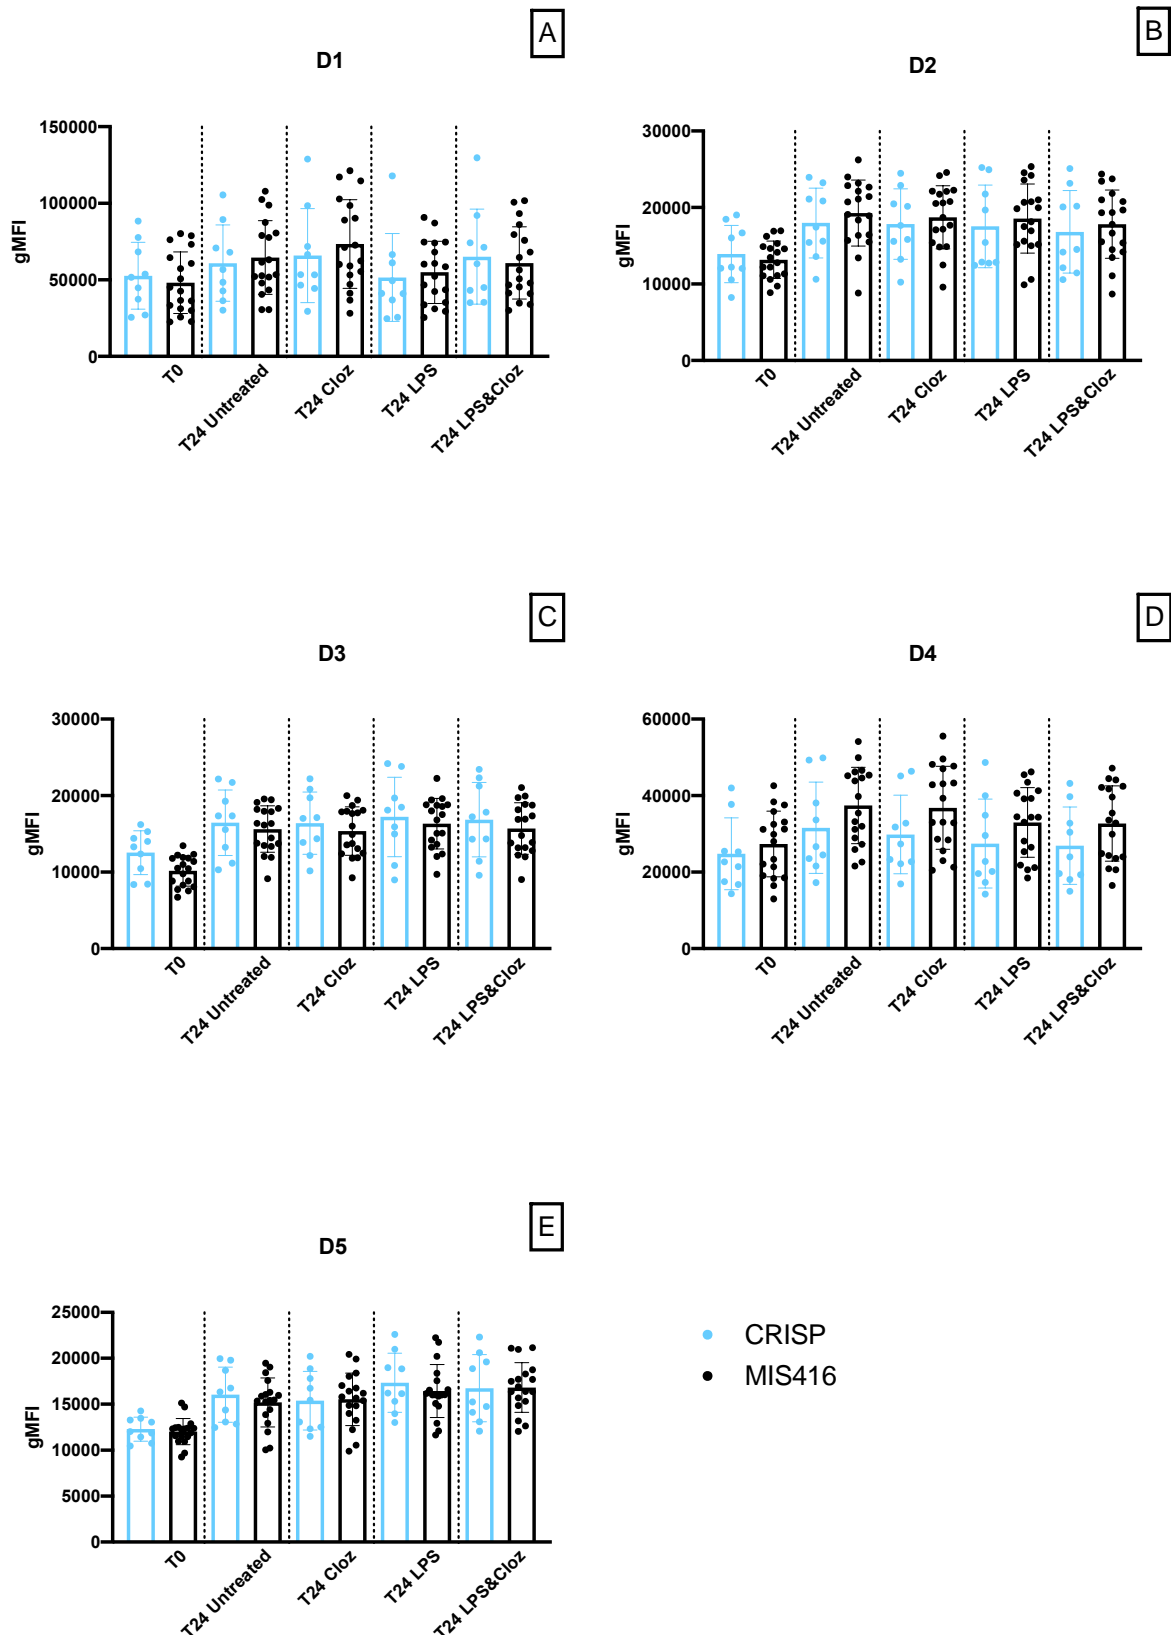 A
D1
gMFI
150000
100000
50000
0
T0
T24 Untreated
T24 Cloz
T24 LPS
T24 LPS&Cloz
B
D2
gMFI
30000
20000
10000
0
T0
T24 Untreated
T24 Cloz
T24 LPS
T24 LPS&Cloz
C
D3
gMFI
30000
20000
10000
0
T0
T24 Untreated
T24 Cloz
T24 LPS
T24 LPS&Cloz
D
D4
gMFI
60000
40000
20000
0
T0
T24 Untreated
T24 Cloz
T24 LPS
T24 LPS&Cloz
E
D5
gMFI
25000
20000
15000
10000
5000
0
T0
T24 Untreated
T24 Cloz
T24 LPS
T24 LPS&Cloz
CRISP
MIS416